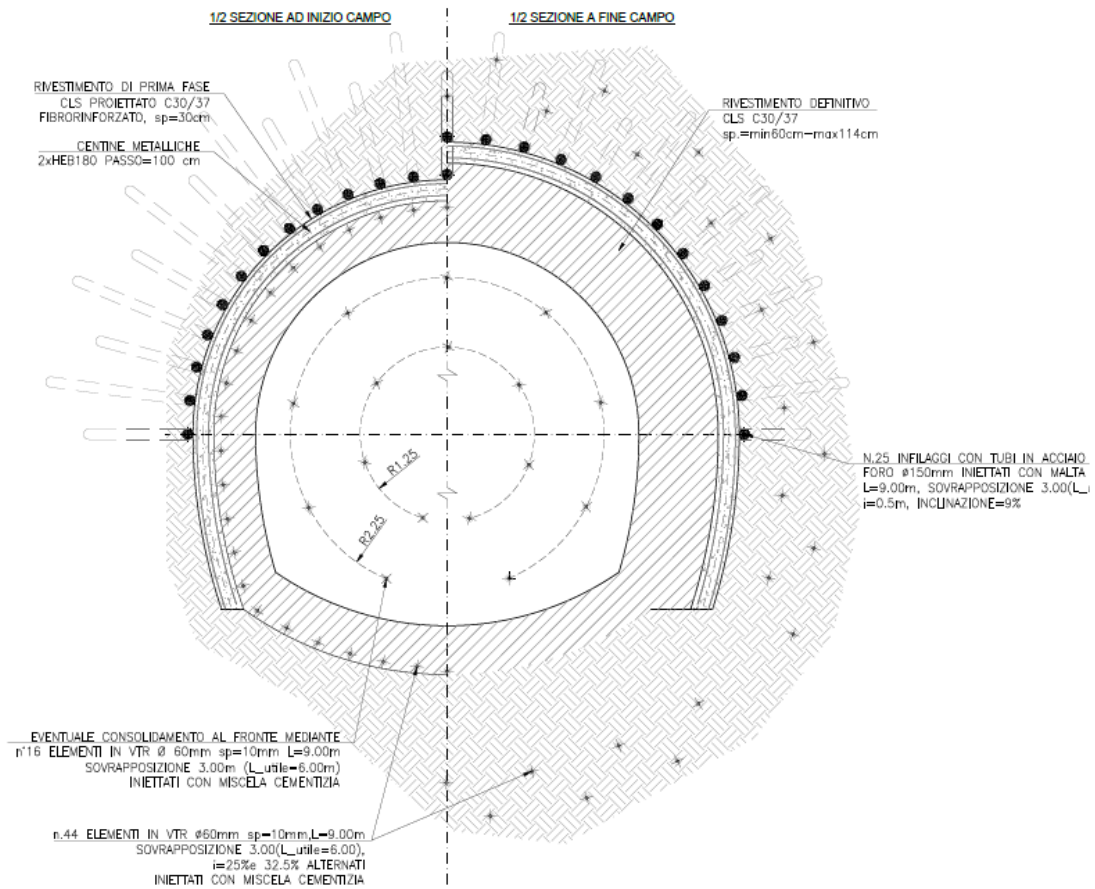 1/2 SEZIONE AD INIZIO CAMPO
1/2 SEZIONE A FINE CAMPO
RIVESTIMENTO DI PRIMA FASE
CLS PROIETTATO C30/37
FIBRORINFORZATO, sp=30cm
CENTINE METALLICHE
2xHEB180 PASSO=100 cm
RIVESTIMENTO DEFINITIVO
CLS C30/37
sp.=min60cm-max114cm
N.25 INFILAGGI CON TUBI IN ACCIAIO
FORO ø150mm INIETTATI CON MALTA
L=9.00m, SOVRAPPOSIZIONE 3.00(L_
i=0.5m, INCLINAZIONE=9%
R1.25
R2.25
EVENTUALE CONSOLIDAMENTO AL FRONTE MEDIANTE
n°16 ELEMENTI IN VTR Ø 60mm sp=10mm L=9.00m
SOVRAPPOSIZIONE 3.00m (L_utile=6.00m)
INIETTATI CON MISCELA CEMENTIZIA
n.44 ELEMENTI IN VTR ø60mm sp=10mm,L=9.00m
SOVRAPPOSIZIONE 3.00(L_utile=6.00),
i=25%e 32.5% ALTERNATI
INIETTATI CON MISCELA CEMENTIZIA